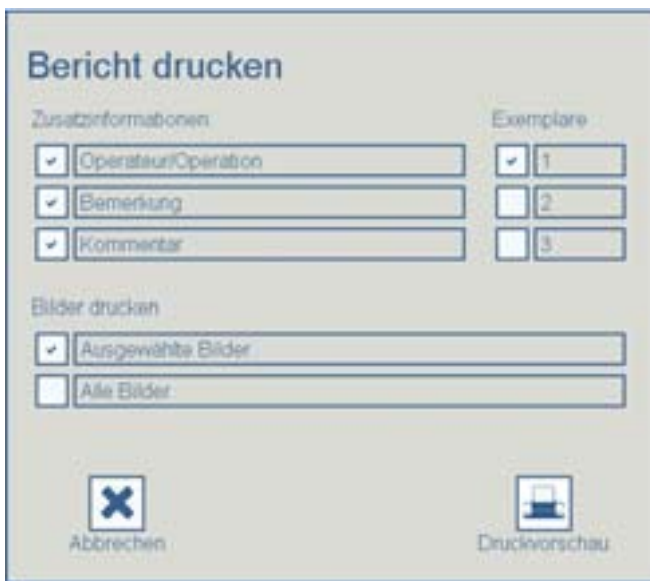 Bericht drucken
Zusatzinformationen Exemplare
Operateur/Operation 1
Bemerkung 2
Kommentar 3
Bilder drucken
Ausgewählte Bilder
Alle Bilder
Abbrechen Druckvorschau